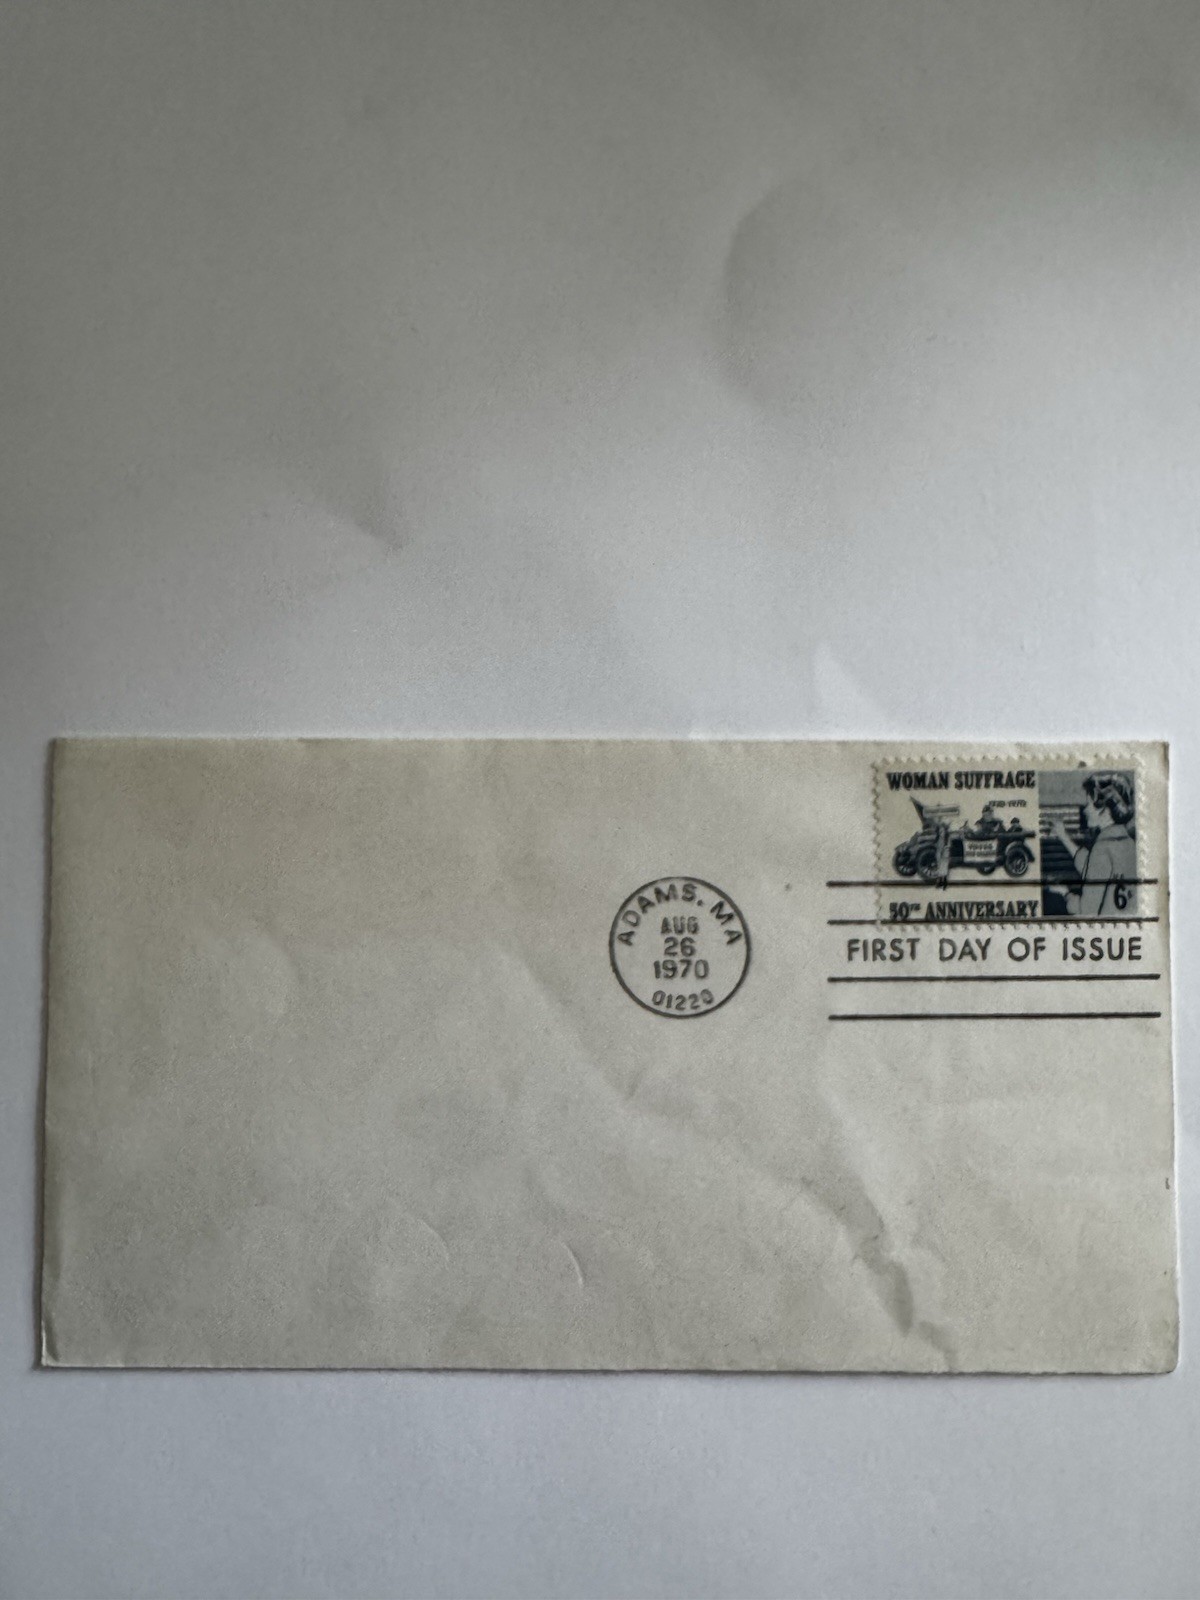 WOMAN SUFFRAGE
1920-1970
50TH ANNIVERSARY
6¢
ADAMS, MA
AUG
26
1970
01220
FIRST DAY OF ISSUE